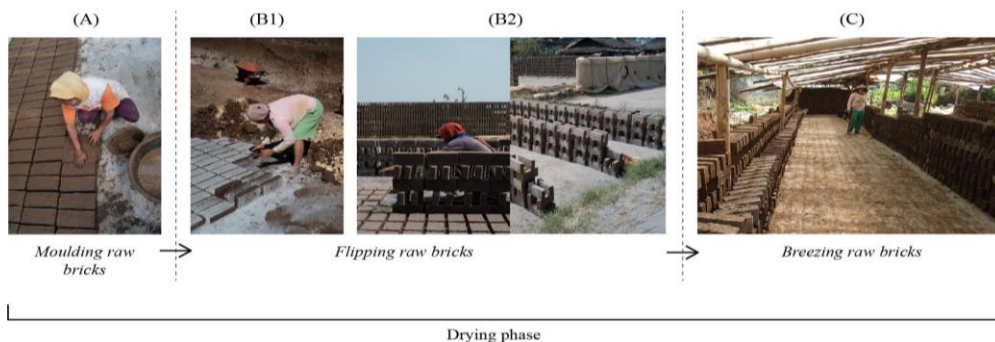 (A)
(B1)
(B2)
(C)
Moulding raw
bricks
Flipping raw bricks
Breezing raw bricks
Drying phase